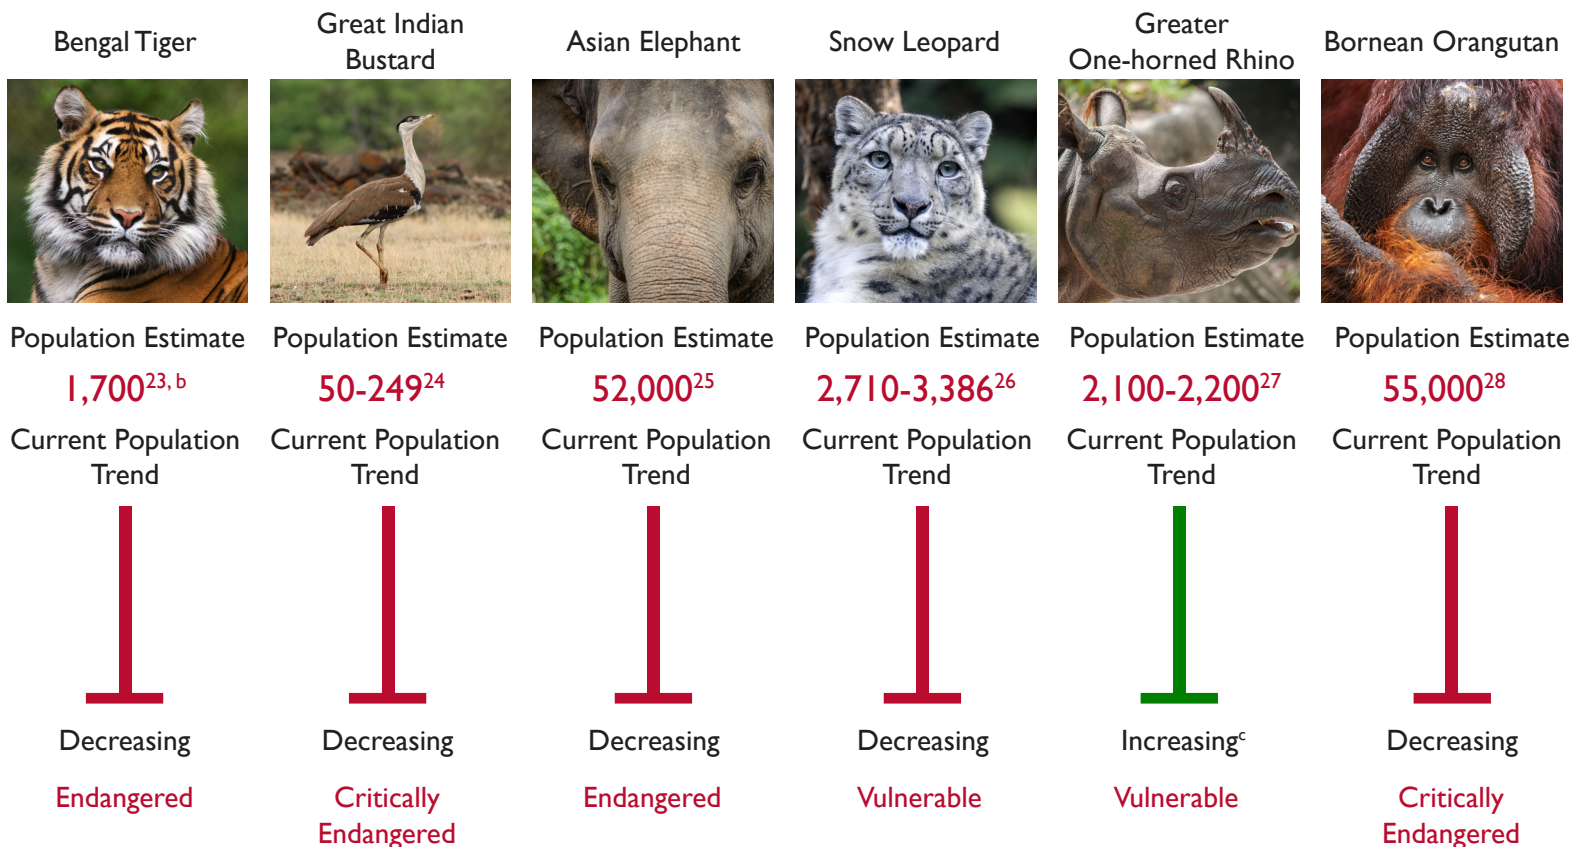 Bengal Tiger
Great Indian
Bustard
Asian Elephant
Snow Leopard
Greater
One-horned Rhino
Bornean Orangutan
Population Estimate
Population Estimate
Population Estimate
Population Estimate
Population Estimate
Population Estimate
1,700²³, ᵇ
50-249²⁴
52,000²⁵
2,710-3,386²⁶
2,100-2,200²⁷
55,000²⁸
Current Population
Trend
Current Population
Trend
Current Population
Trend
Current Population
Trend
Current Population
Trend
Current Population
Trend
Decreasing
Decreasing
Decreasing
Decreasing
Increasingᶜ
Decreasing
Endangered
Critically
Endangered
Endangered
Vulnerable
Vulnerable
Critically
Endangered